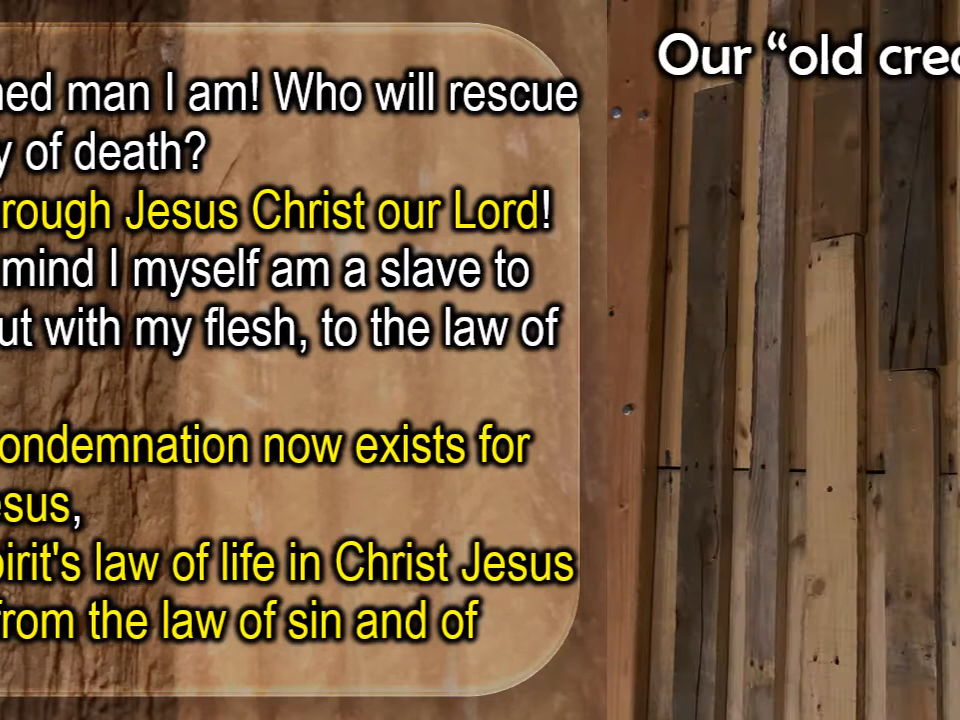 ned man I am! Who will rescue
y of death?
rough Jesus Christ our Lord!
mind I myself am a slave to
ut with my flesh, to the law of
ondemnation now exists for
esus,
pirit's law of life in Christ Jesus
from the law of sin and of
Our “old crea